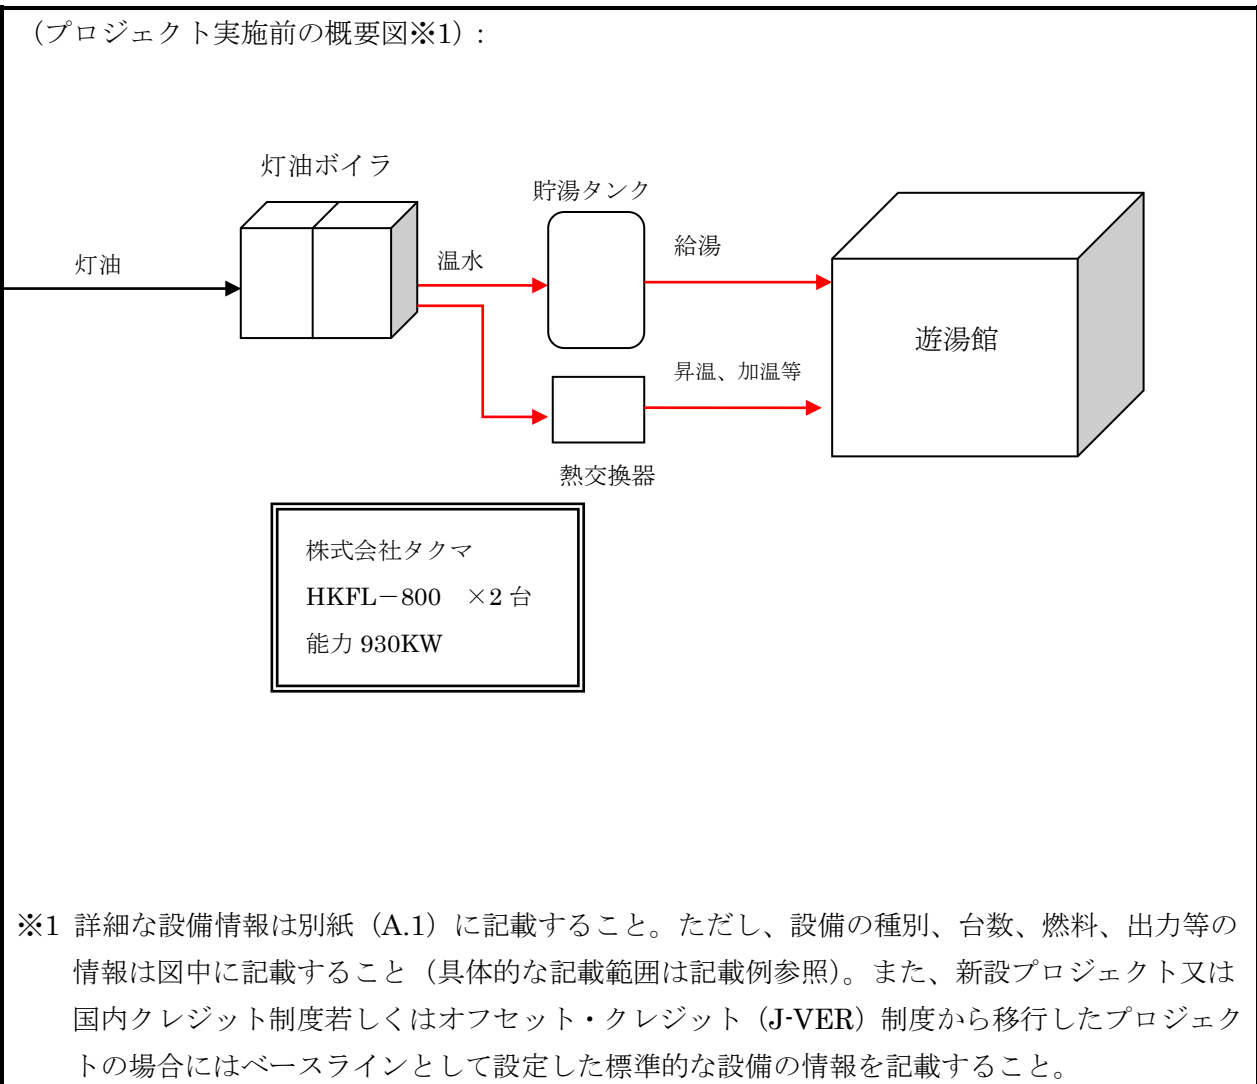 （プロジェクト実施前の概要図※1）:
灯油ボイラ
貯湯タンク
灯油
温水
給湯
遊湯館
昇温、加温等
熱交換器
株式会社タクマ
HKFL－800　×2 台
能力 930KW
※1 詳細な設備情報は別紙（A.1）に記載すること。ただし、設備の種別、台数、燃料、出力等の
情報は図中に記載すること（具体的な記載範囲は記載例参照）。また、新設プロジェクト又は
国内クレジット制度若しくはオフセット・クレジット（J-VER）制度から移行したプロジェク
トの場合にはベースラインとして設定した標準的な設備の情報を記載すること。